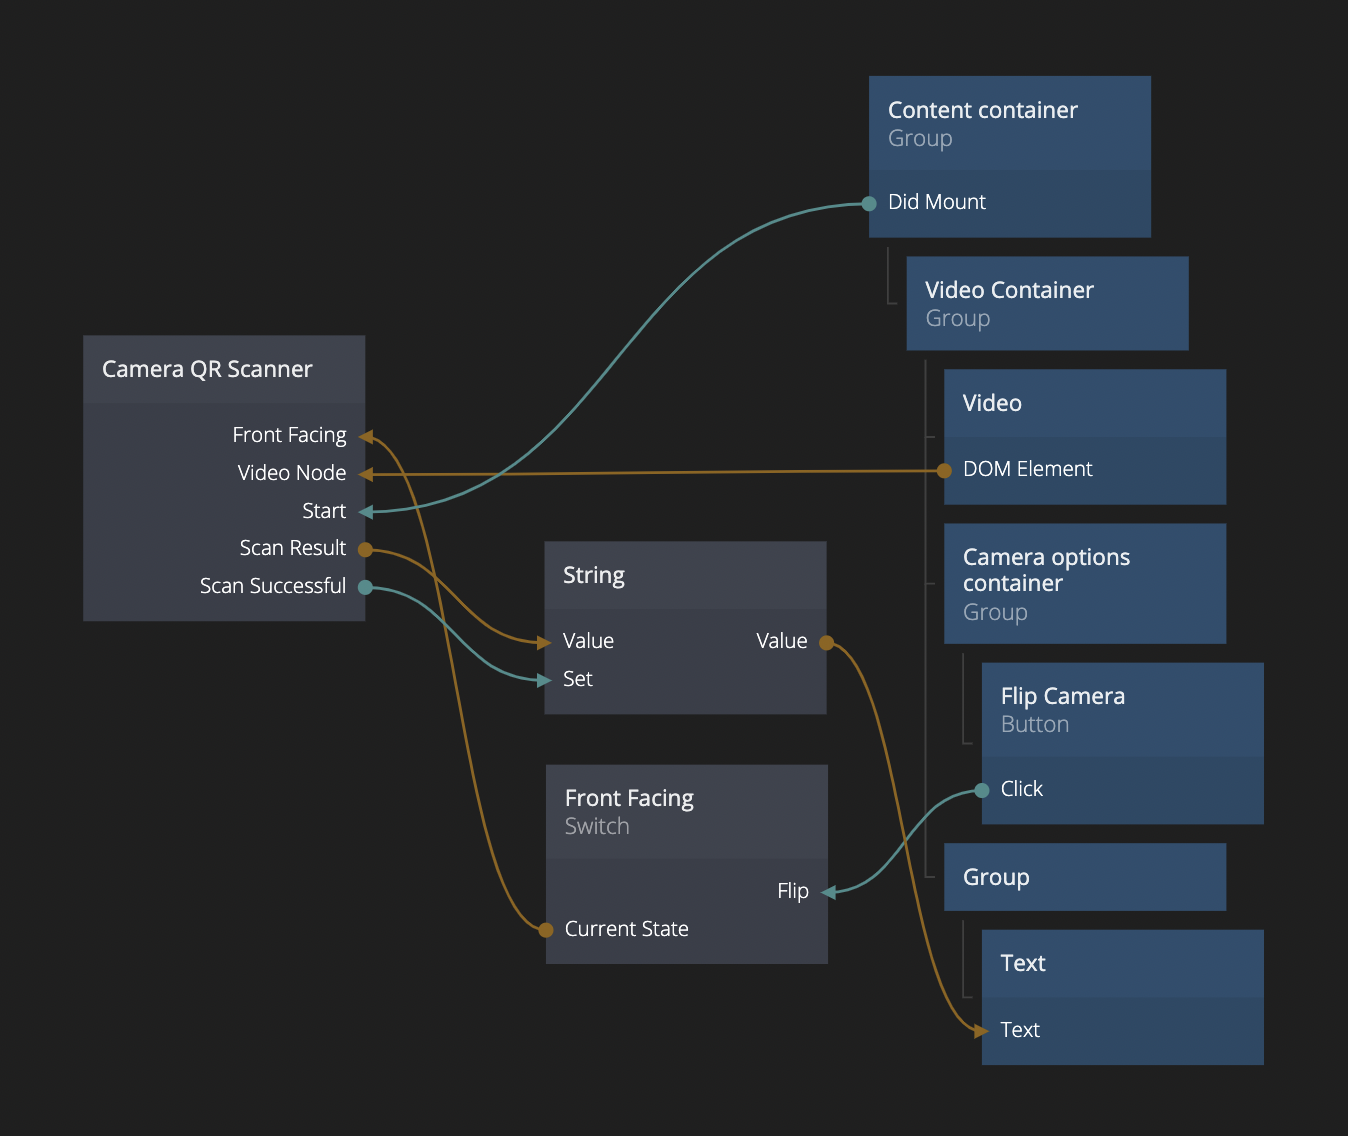 Content container
Group
Did Mount
Video Container
Group
Camera QR Scanner
Front Facing
Video Node
Start
Scan Result
Scan Successful
Video
DOM Element
String
Value Value
Set
Camera options
container
Group
Flip Camera
Button
Click
Front Facing
Switch
Flip
Current State
Group
Text
Text